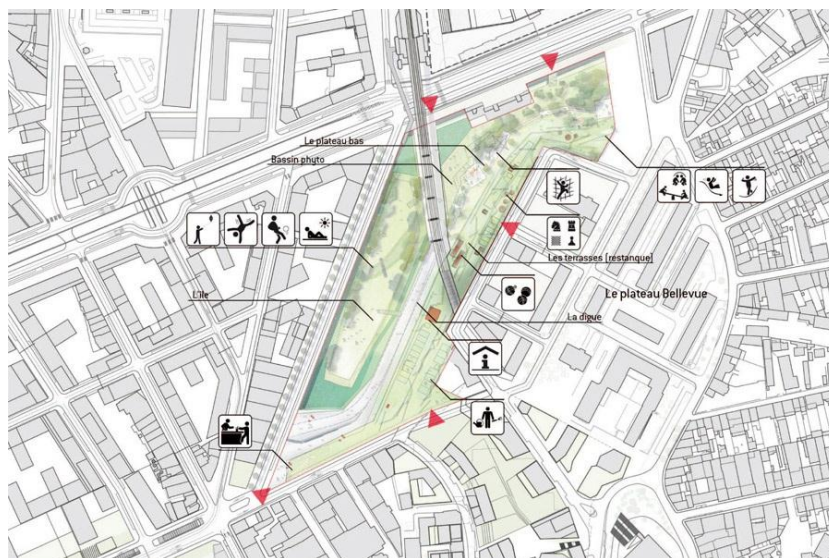 Le plateau bas
Bassin phyto
Les terrasses [restanque]
L'île
Le plateau Bellevue
La digue